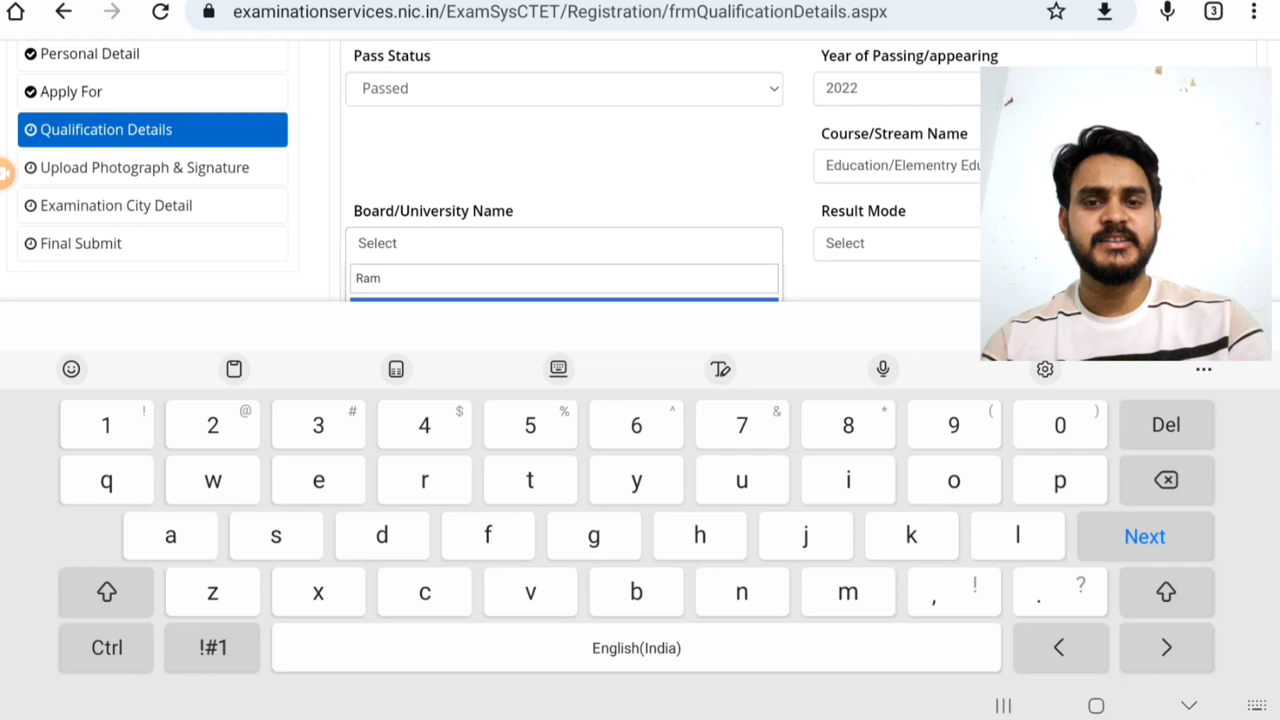 examinationservices.nic.in/ExamSysCTET/Registration/frmQualificationDetails.aspx
3
Personal Detail
Apply For
Qualification Details
Upload Photograph & Signature
Examination City Detail
Final Submit
Pass Status
Passed
Year of Passing/appearing
2022
Course/Stream Name
Education/Elementry Edu
Board/University Name
Select
Ram
Result Mode
Select
1 ! 2 @ 3 # 4 $ 5 % 6 ^ 7 & 8 * 9 ( 0 ) Del
q w e r t y u i o p
a s d f g h j k l Next
z x c v b n m , ! . ?
Ctrl !#1 English(India) < >